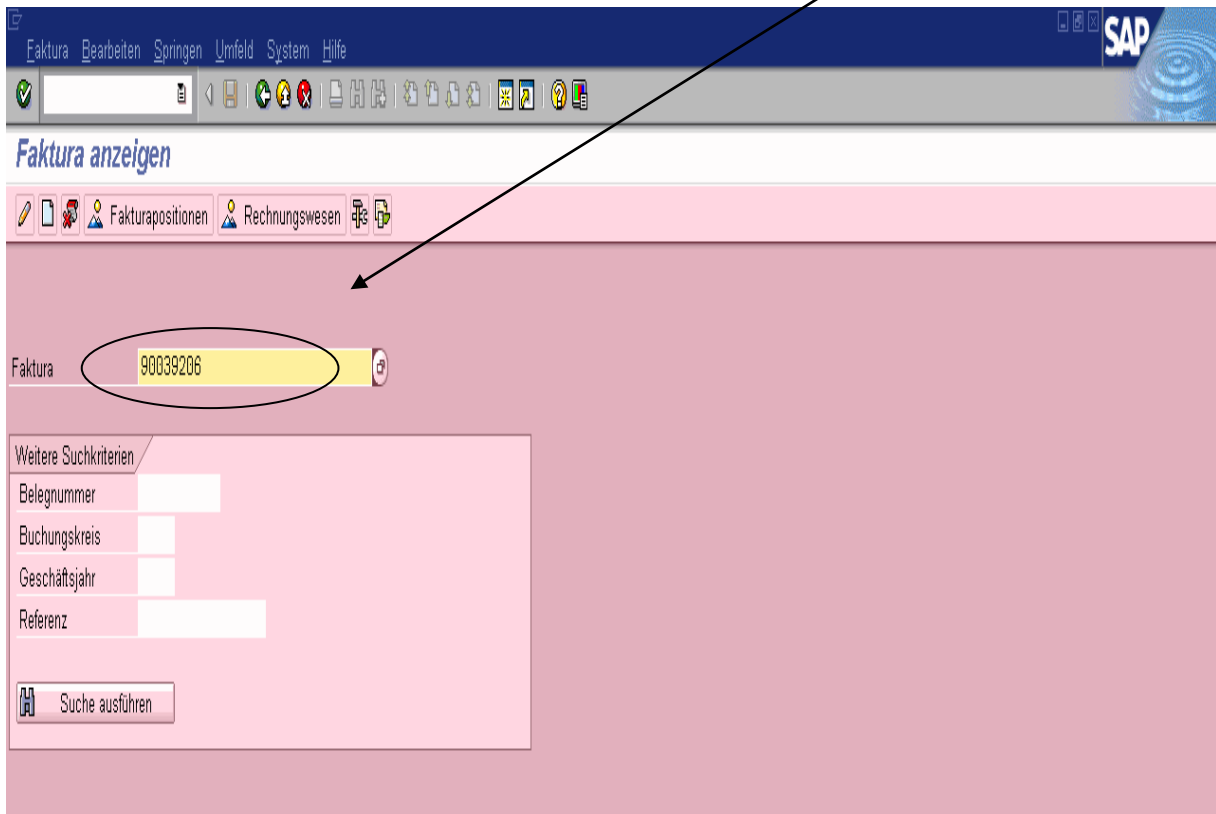 Faktura Bearbeiten Springen Umfeld System Hilfe
SAP
Faktura anzeigen
Fakturapositionen Rechnungswesen
Faktura 90039206
Weitere Suchkriterien
Belegnummer
Buchungskreis
Geschäftsjahr
Referenz
Suche ausführen